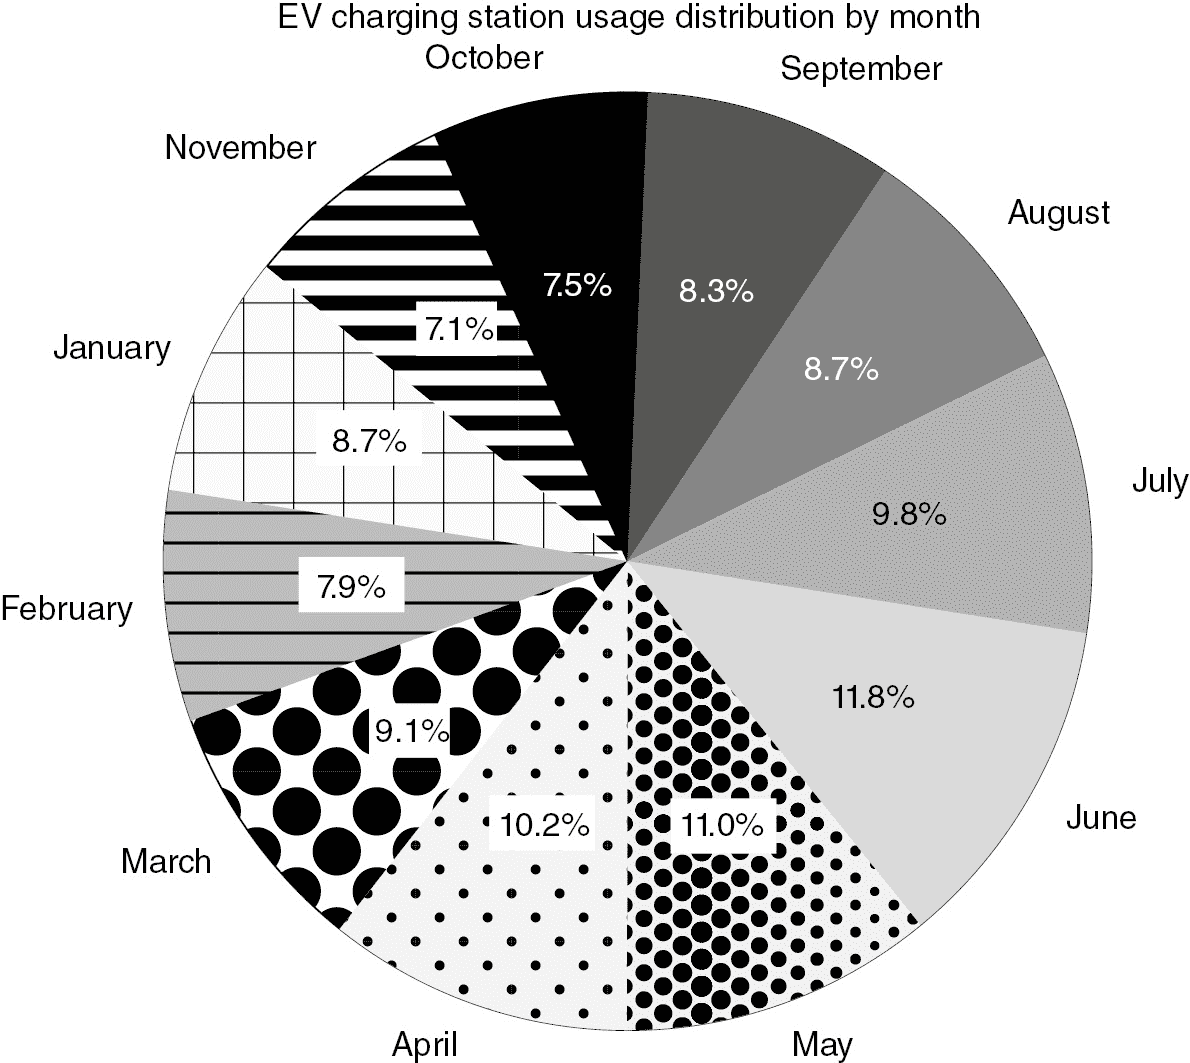 EV charging station usage distribution by month
October
September
November
August
7.5%
8.3%
7.1%
January
8.7%
8.7%
July
9.8%
February
7.9%
11.8%
9.1%
June
10.2%
11.0%
March
April
May